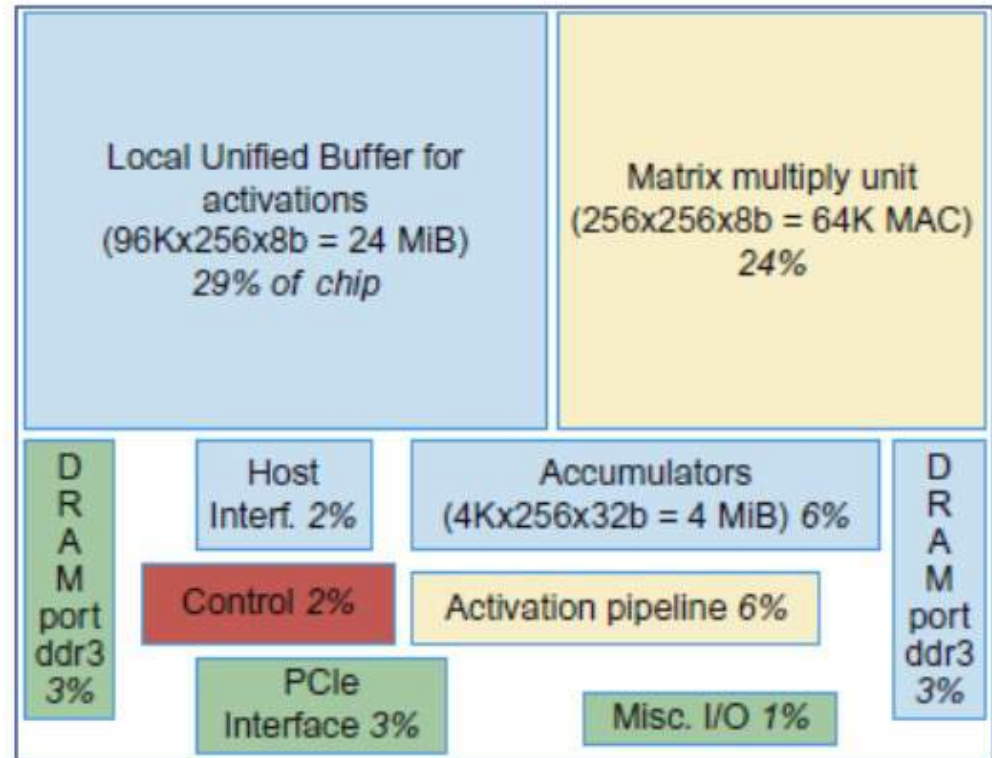 Local Unified Buffer for
activations
(96Kx256x8b = 24 MiB)
29% of chip
Matrix multiply unit
(256x256x8b = 64K MAC)
24%
D
R
A
M
port
ddr3
3%
Host
Interf. 2%
Accumulators
(4Kx256x32b = 4 MiB) 6%
D
R
A
M
port
ddr3
3%
Control 2%
Activation pipeline 6%
PCIe
Interface 3%
Misc. I/O 1%